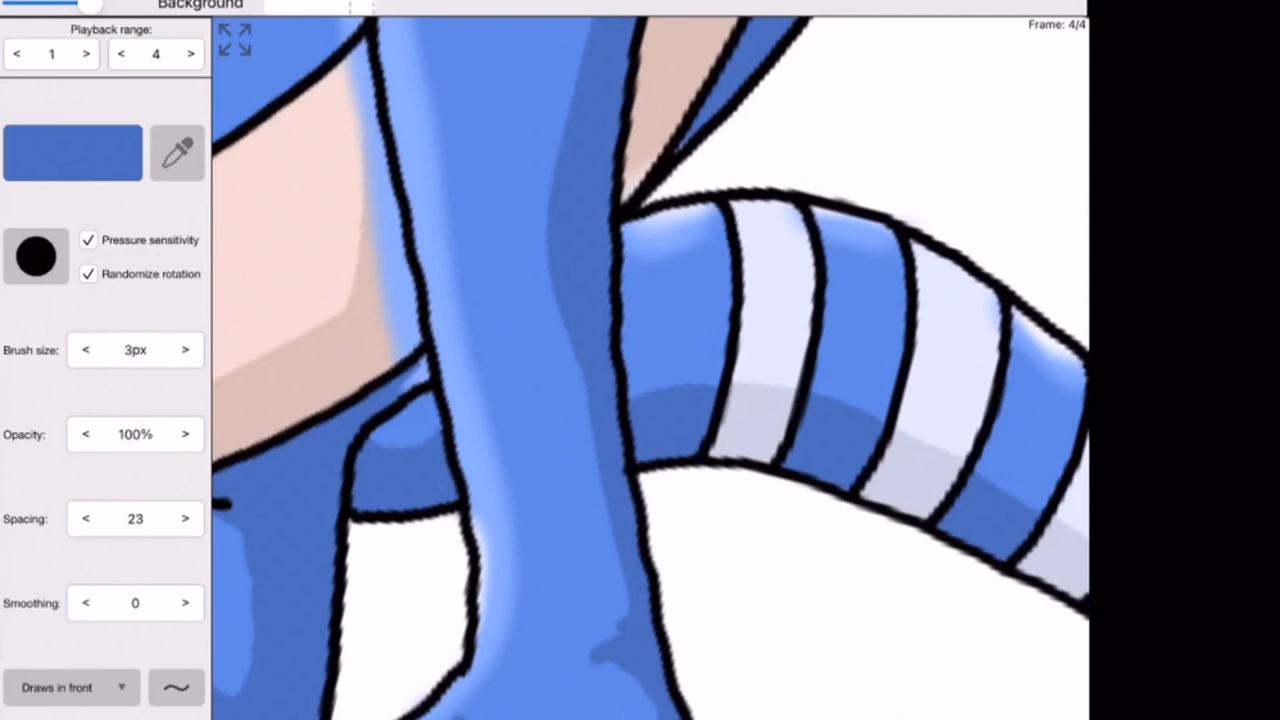 Background
Playback range:
< 1 > < 4 >
Frame: 4/4
Pressure sensitivity
Randomize rotation
Brush size: < 3px >
Opacity: < 100% >
Spacing: < 23 >
Smoothing: < 0 >
Draws in front